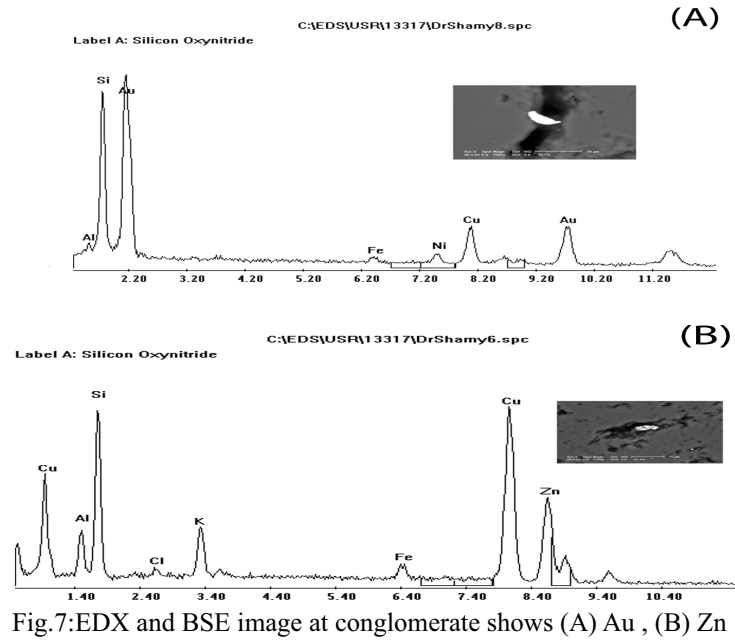 (A)
C:\EDS\USR\13317\DrShamy8.spc
Label A: Silicon Oxynitride
Si
Au
Al
Fe
Ni
Cu
Au
2.20 3.20 4.20 5.20 6.20 7.20 8.20 9.20 10.20 11.20
(B)
C:\EDS\USR\13317\DrShamy6.spc
Label A: Silicon Oxynitride
Cu
Al
Si
Cl
K
Fe
Cu
Zn
1.40 2.40 3.40 4.40 5.40 6.40 7.40 8.40 9.40 10.40
Fig.7:EDX and BSE image at conglomerate shows (A) Au , (B) Zn